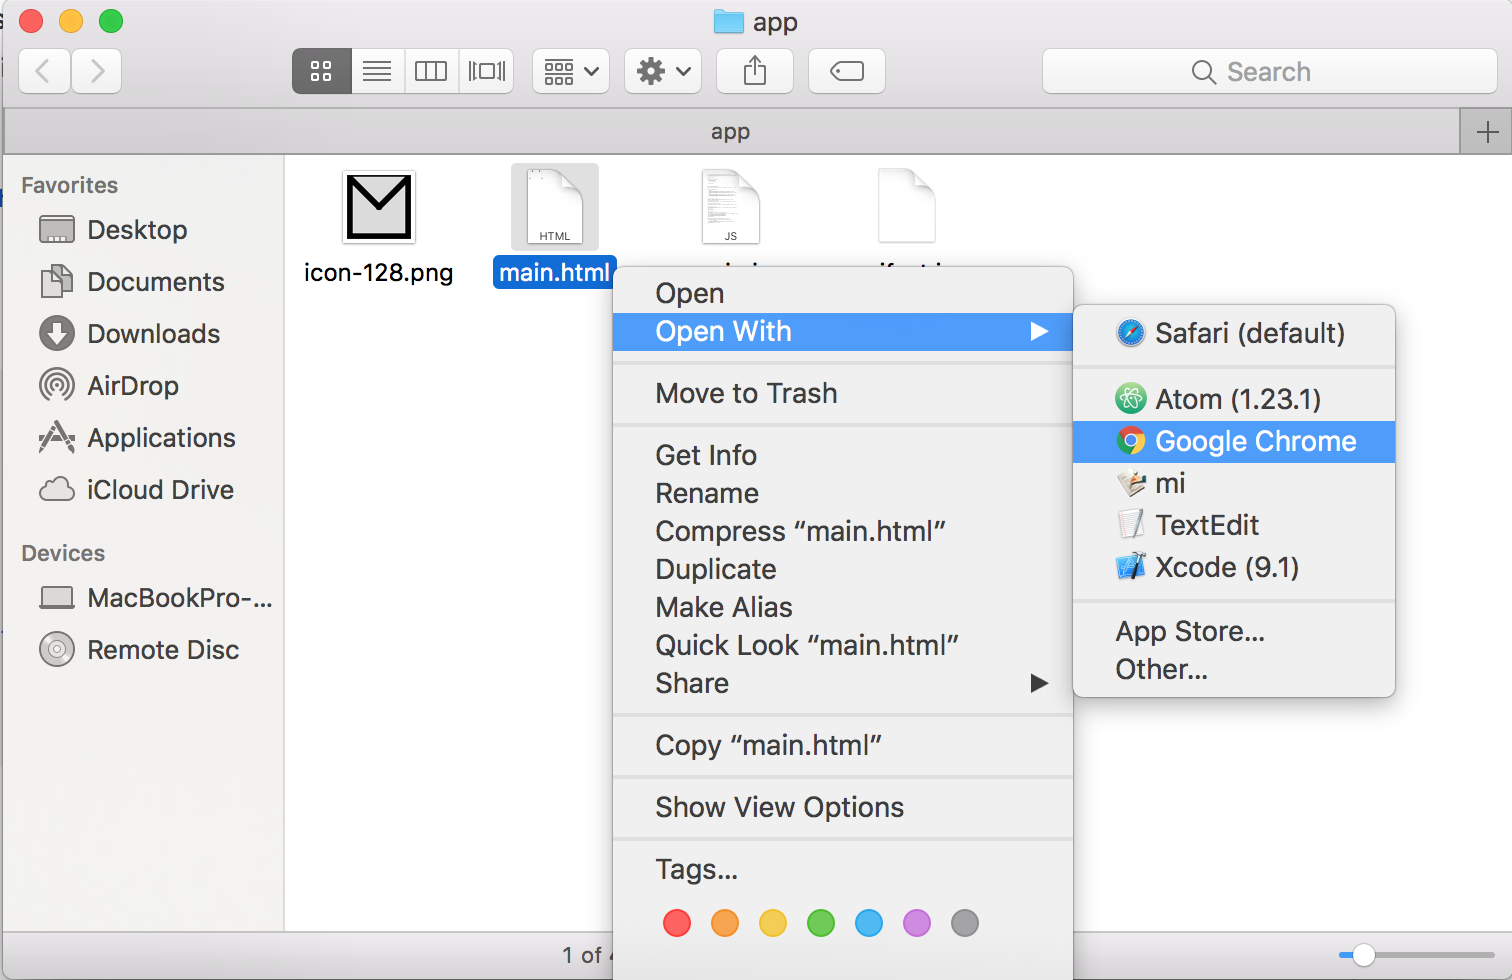 app
Search
app
Favorites
Desktop
Documents
Downloads
AirDrop
Applications
iCloud Drive
Devices
MacBookPro-...
Remote Disc
HTML
JS
icon-128.png
main.html
Open
Open With
Move to Trash
Get Info
Rename
Compress “main.html”
Duplicate
Make Alias
Quick Look “main.html”
Share
Copy “main.html”
Show View Options
Tags...
Safari (default)
Atom (1.23.1)
Google Chrome
mi
TextEdit
Xcode (9.1)
App Store...
Other...
1 of